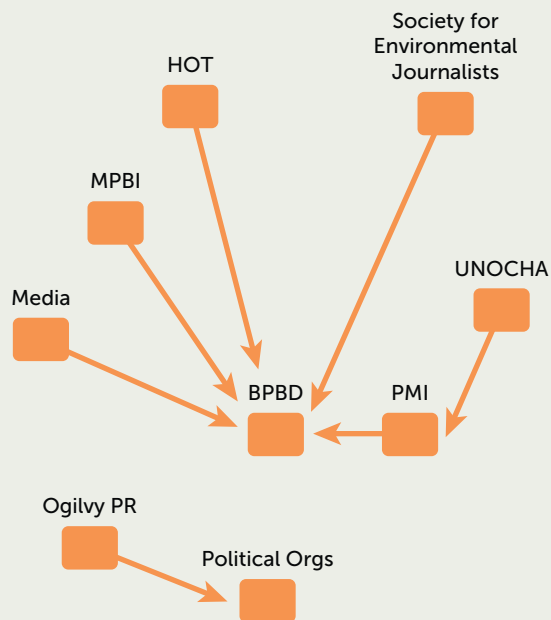 Society for
Environmental
Journalists
HOT
MPBI
UNOCHA
Media
BPBD
PMI
Ogilvy PR
Political Orgs